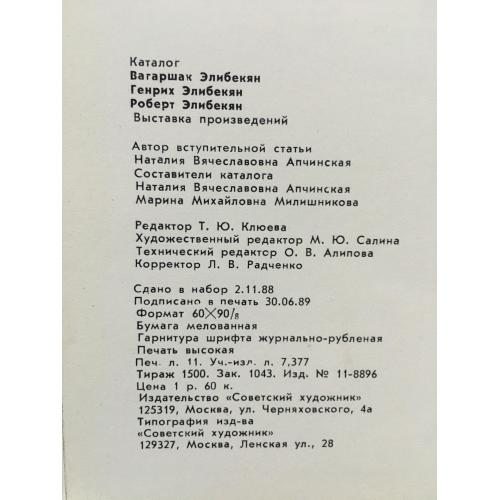 Каталог
Вагаршак Элибекян
Генрих Элибекян
Роберт Элибекян
Выставка произведений
Автор вступительной статьи
Наталия Вячеславовна Апчинская
Составители каталога
Наталия Вячеславовна Апчинская
Марина Михайловна Милишникова
Редактор Т. Ю. Клюева
Художественный редактор М. Ю. Салина
Технический редактор О. В. Алипова
Корректор Л. В. Радченко
Сдано в набор 2.11.88
Подписано в печать 30.06.89
Формат 60×90/8
Бумага мелованная
Гарнитура шрифта журнально-рубленая
Печать высокая
Печ. л. 11. Уч.-изд. л. 7,377
Тираж 1500. Зак. 1043. Изд. № 11-8896
Цена 1 р. 60 к.
Издательство «Советский художник»
125319, Москва, ул. Черняховского, 4а
Типография изд-ва
«Советский художник»
129327, Москва, Ленская ул., 28